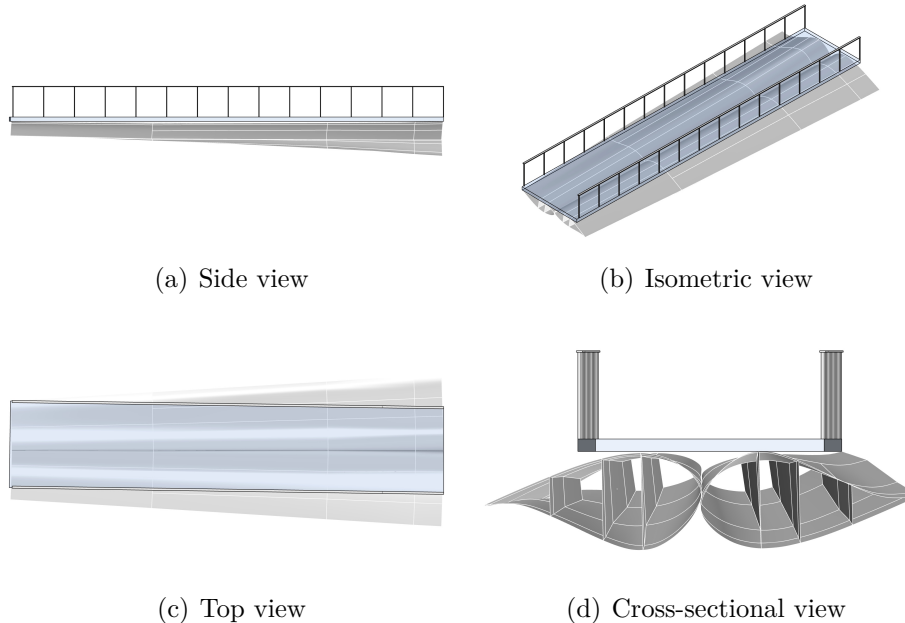 (a) Side view
(b) Isometric view
(c) Top view
(d) Cross-sectional view